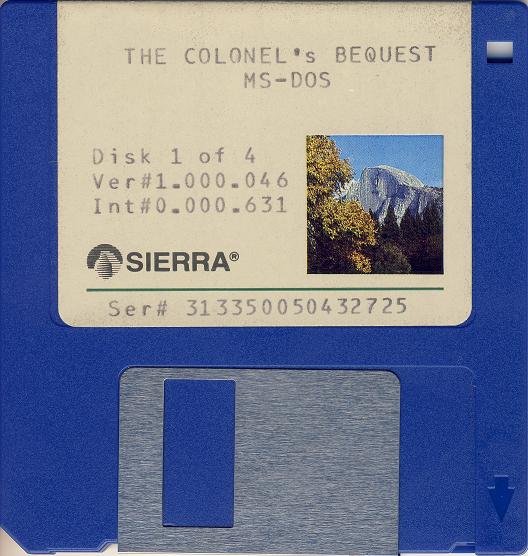 THE COLONEL's BEQUEST
MS-DOS
Disk 1 of 4
Ver#1.000.046
Int#0.000.631
SIERRA®
Ser# 313350050432725